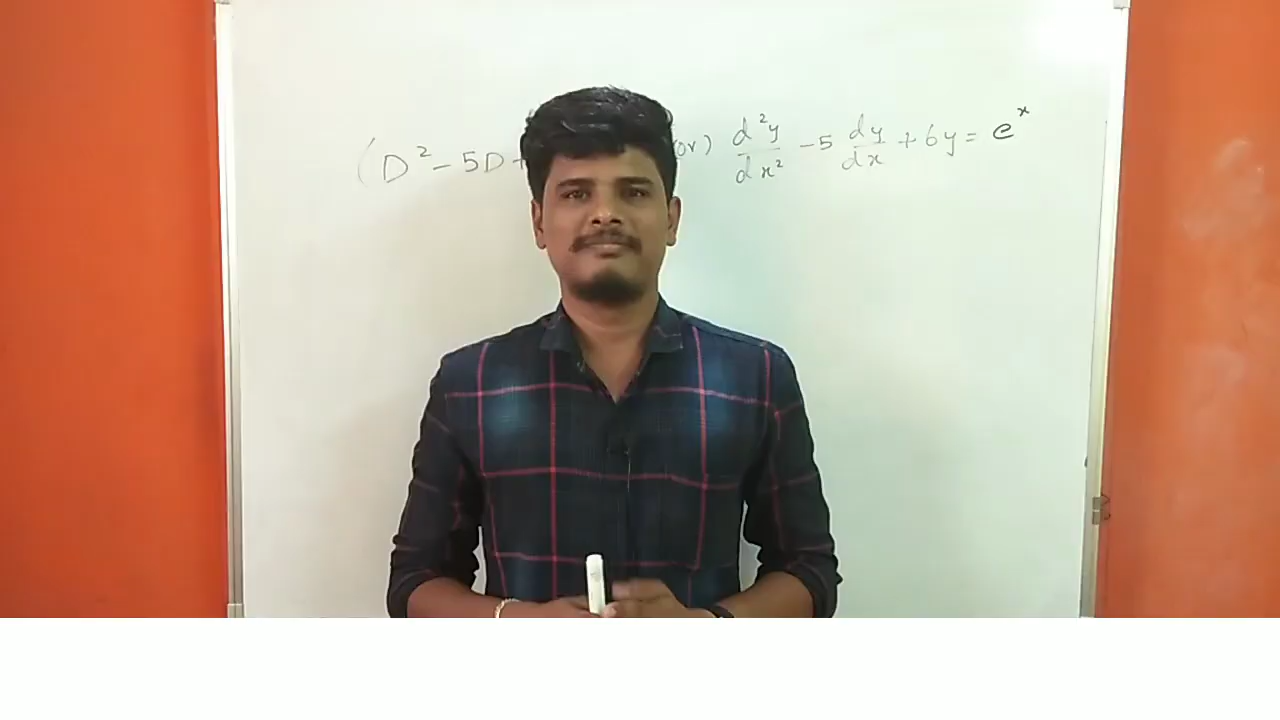 (D² - 5D + (or) d²y/dx² - 5 dy/dx + 6y = eˣ